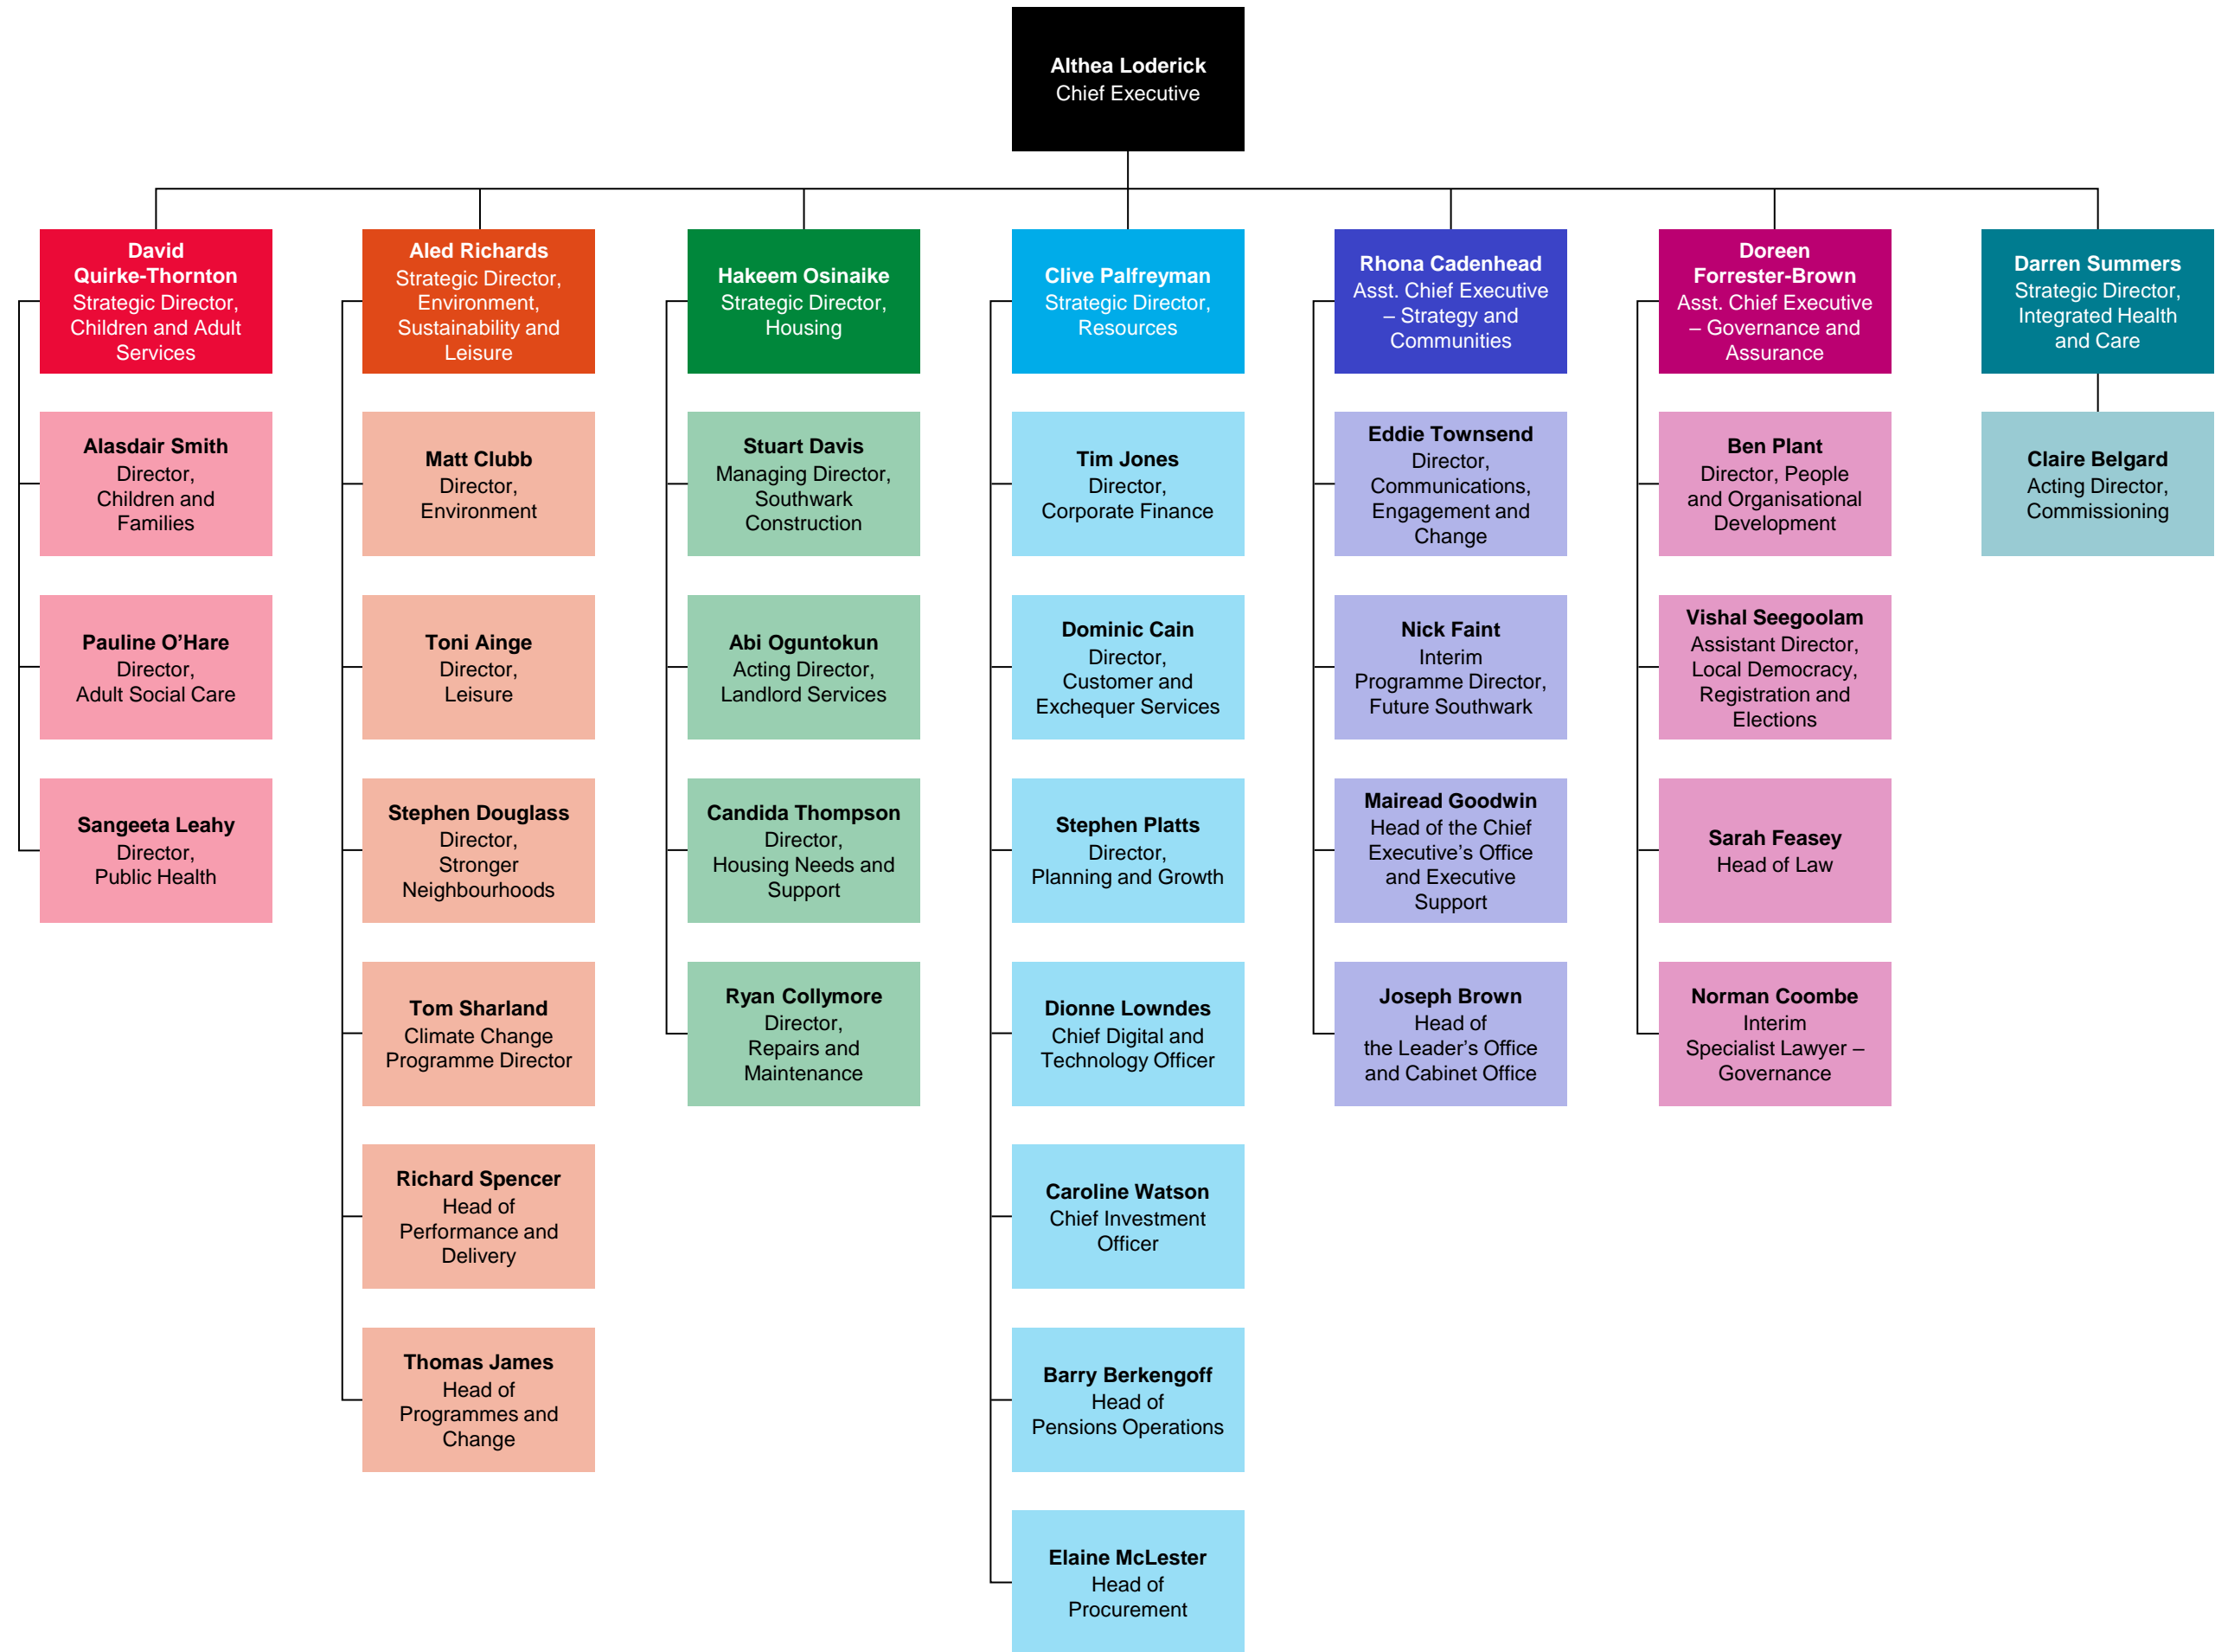 Althea Loderick
Chief Executive
David
Quirke-Thornton
Strategic Director,
Children and Adult
Services
Alasdair Smith
Director,
Children and
Families
Pauline O’Hare
Director,
Adult Social Care
Sangeeta Leahy
Director,
Public Health
Aled Richards
Strategic Director,
Environment,
Sustainability and
Leisure
Matt Clubb
Director,
Environment
Toni Ainge
Director,
Leisure
Stephen Douglass
Director,
Stronger
Neighbourhoods
Tom Sharland
Climate Change
Programme Director
Richard Spencer
Head of
Performance and
Delivery
Thomas James
Head of
Programmes and
Change
Hakeem Osinaike
Strategic Director,
Housing
Stuart Davis
Managing Director,
Southwark
Construction
Abi Oguntokun
Acting Director,
Landlord Services
Candida Thompson
Director,
Housing Needs and
Support
Ryan Collymore
Director,
Repairs and
Maintenance
Clive Palfreyman
Strategic Director,
Resources
Tim Jones
Director,
Corporate Finance
Dominic Cain
Director,
Customer and
Exchequer Services
Stephen Platts
Director,
Planning and Growth
Dionne Lowndes
Chief Digital and
Technology Officer
Caroline Watson
Chief Investment
Officer
Barry Berkengoff
Head of
Pensions Operations
Elaine McLester
Head of
Procurement
Rhona Cadenhead
Asst. Chief Executive
– Strategy and
Communities
Eddie Townsend
Director,
Communications,
Engagement and
Change
Nick Faint
Interim
Programme Director,
Future Southwark
Mairead Goodwin
Head of the Chief
Executive’s Office
and Executive
Support
Joseph Brown
Head of
the Leader’s Office
and Cabinet Office
Doreen
Forrester-Brown
Asst. Chief Executive
– Governance and
Assurance
Ben Plant
Director, People
and Organisational
Development
Vishal Seegoolam
Assistant Director,
Local Democracy,
Registration and
Elections
Sarah Feasey
Head of Law
Norman Coombe
Interim
Specialist Lawyer –
Governance
Darren Summers
Strategic Director,
Integrated Health
and Care
Claire Belgard
Acting Director,
Commissioning